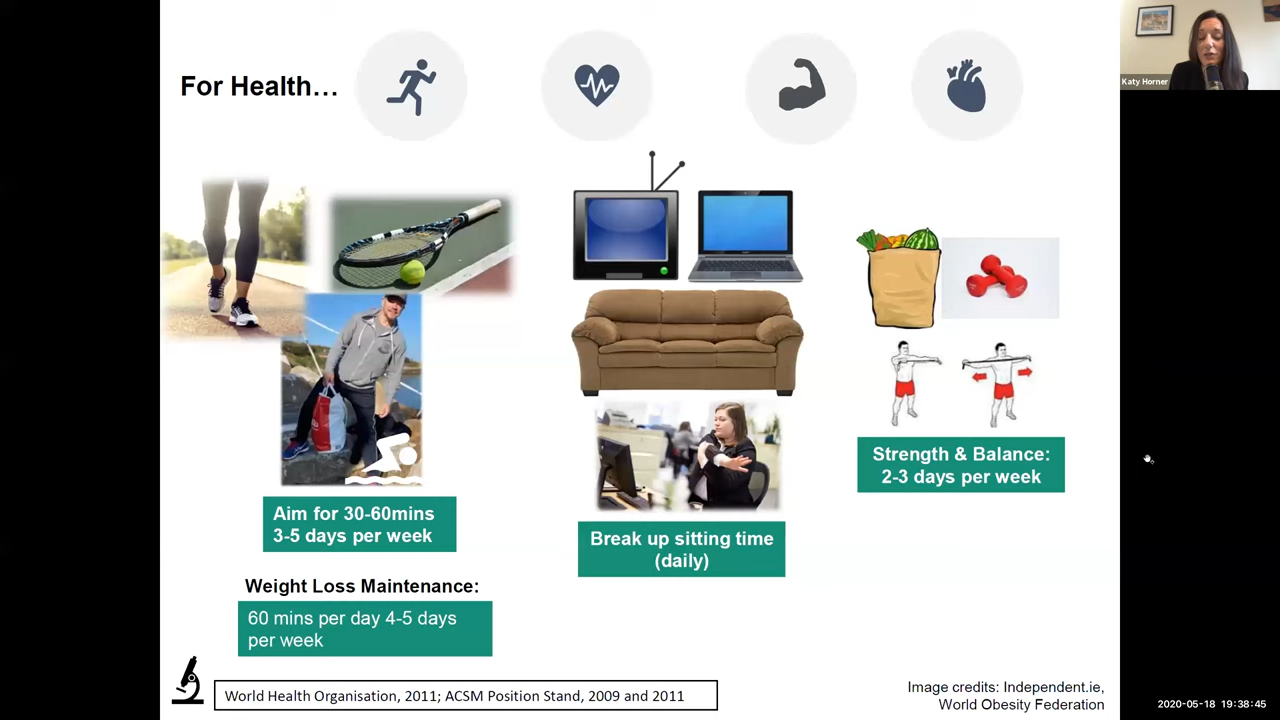 For Health…
Katy Horner
Aim for 30-60mins
3-5 days per week
Weight Loss Maintenance:
60 mins per day 4-5 days
per week
Break up sitting time
(daily)
Strength & Balance:
2-3 days per week
World Health Organisation, 2011; ACSM Position Stand, 2009 and 2011
Image credits: Independent.ie,
World Obesity Federation
2020-05-18 19:38:45